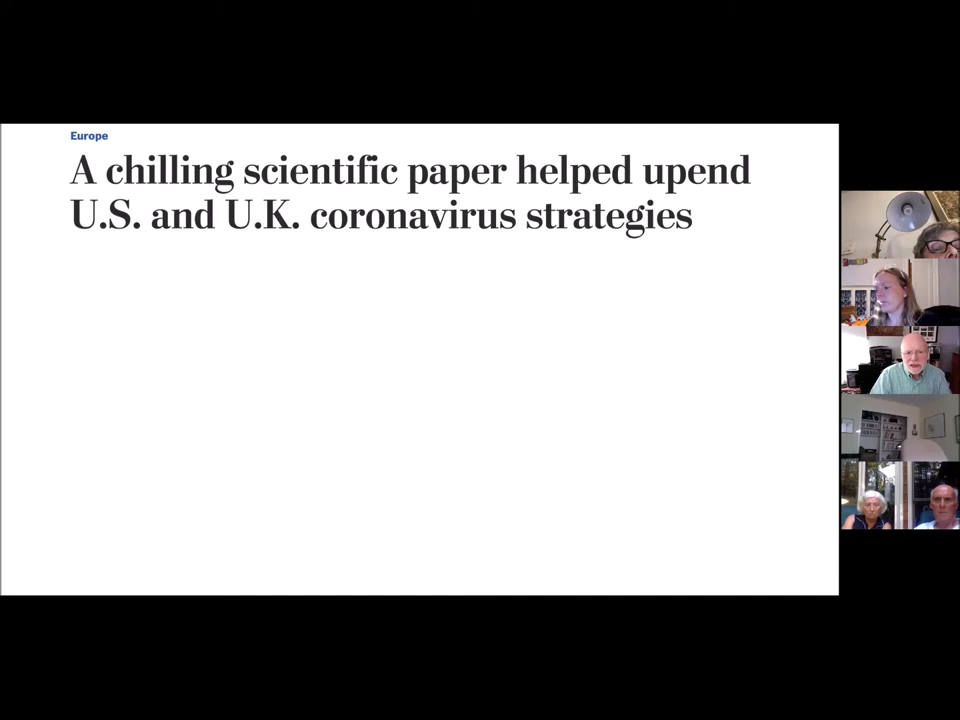 Europe
A chilling scientific paper helped upend
U.S. and U.K. coronavirus strategies